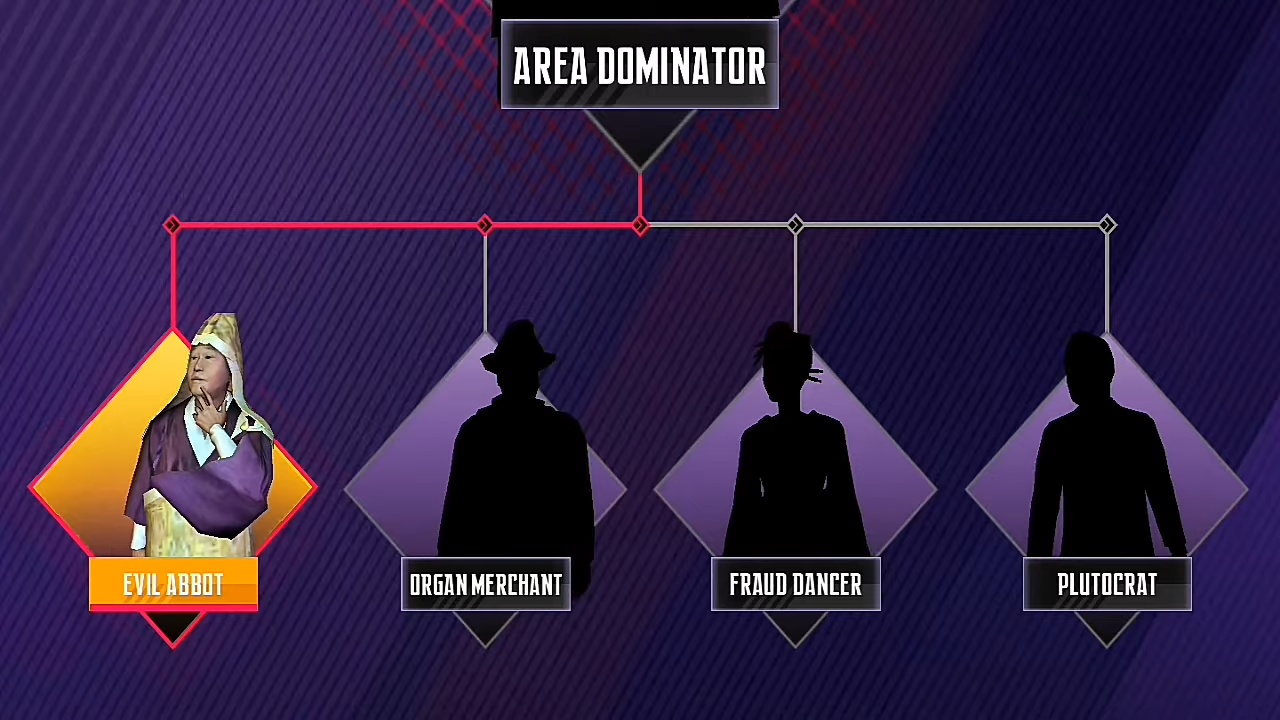 AREA DOMINATOR
EVIL ABBOT
ORGAN MERCHANT
FRAUD DANCER
PLUTOCRAT